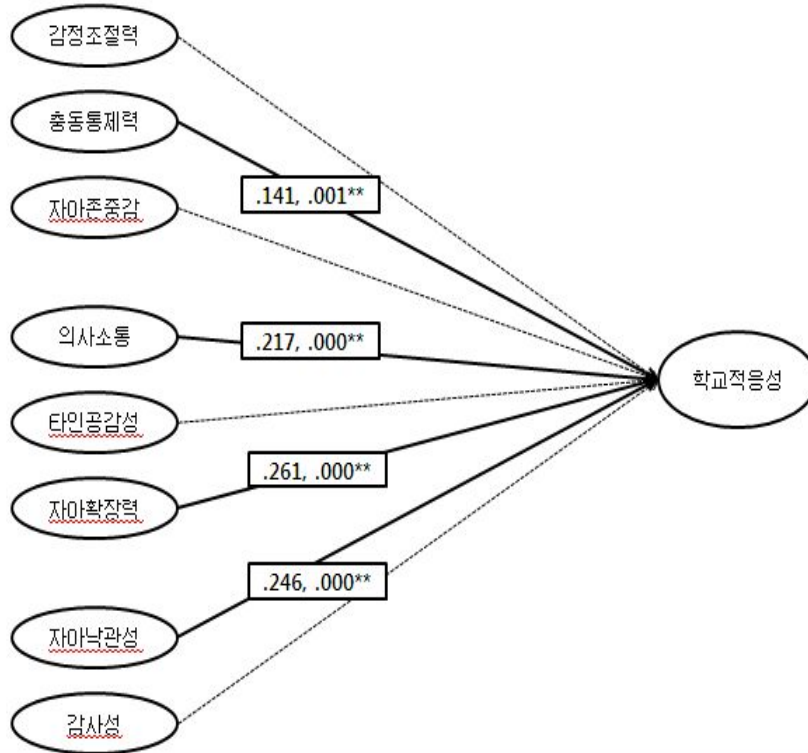 감정조절력
충동통제력
.141, .001**
자아존중감
의사소통
.217, .000**
학교적응성
타인공감성
.261, .000**
자아확장력
.246, .000**
자아낙관성
감사성